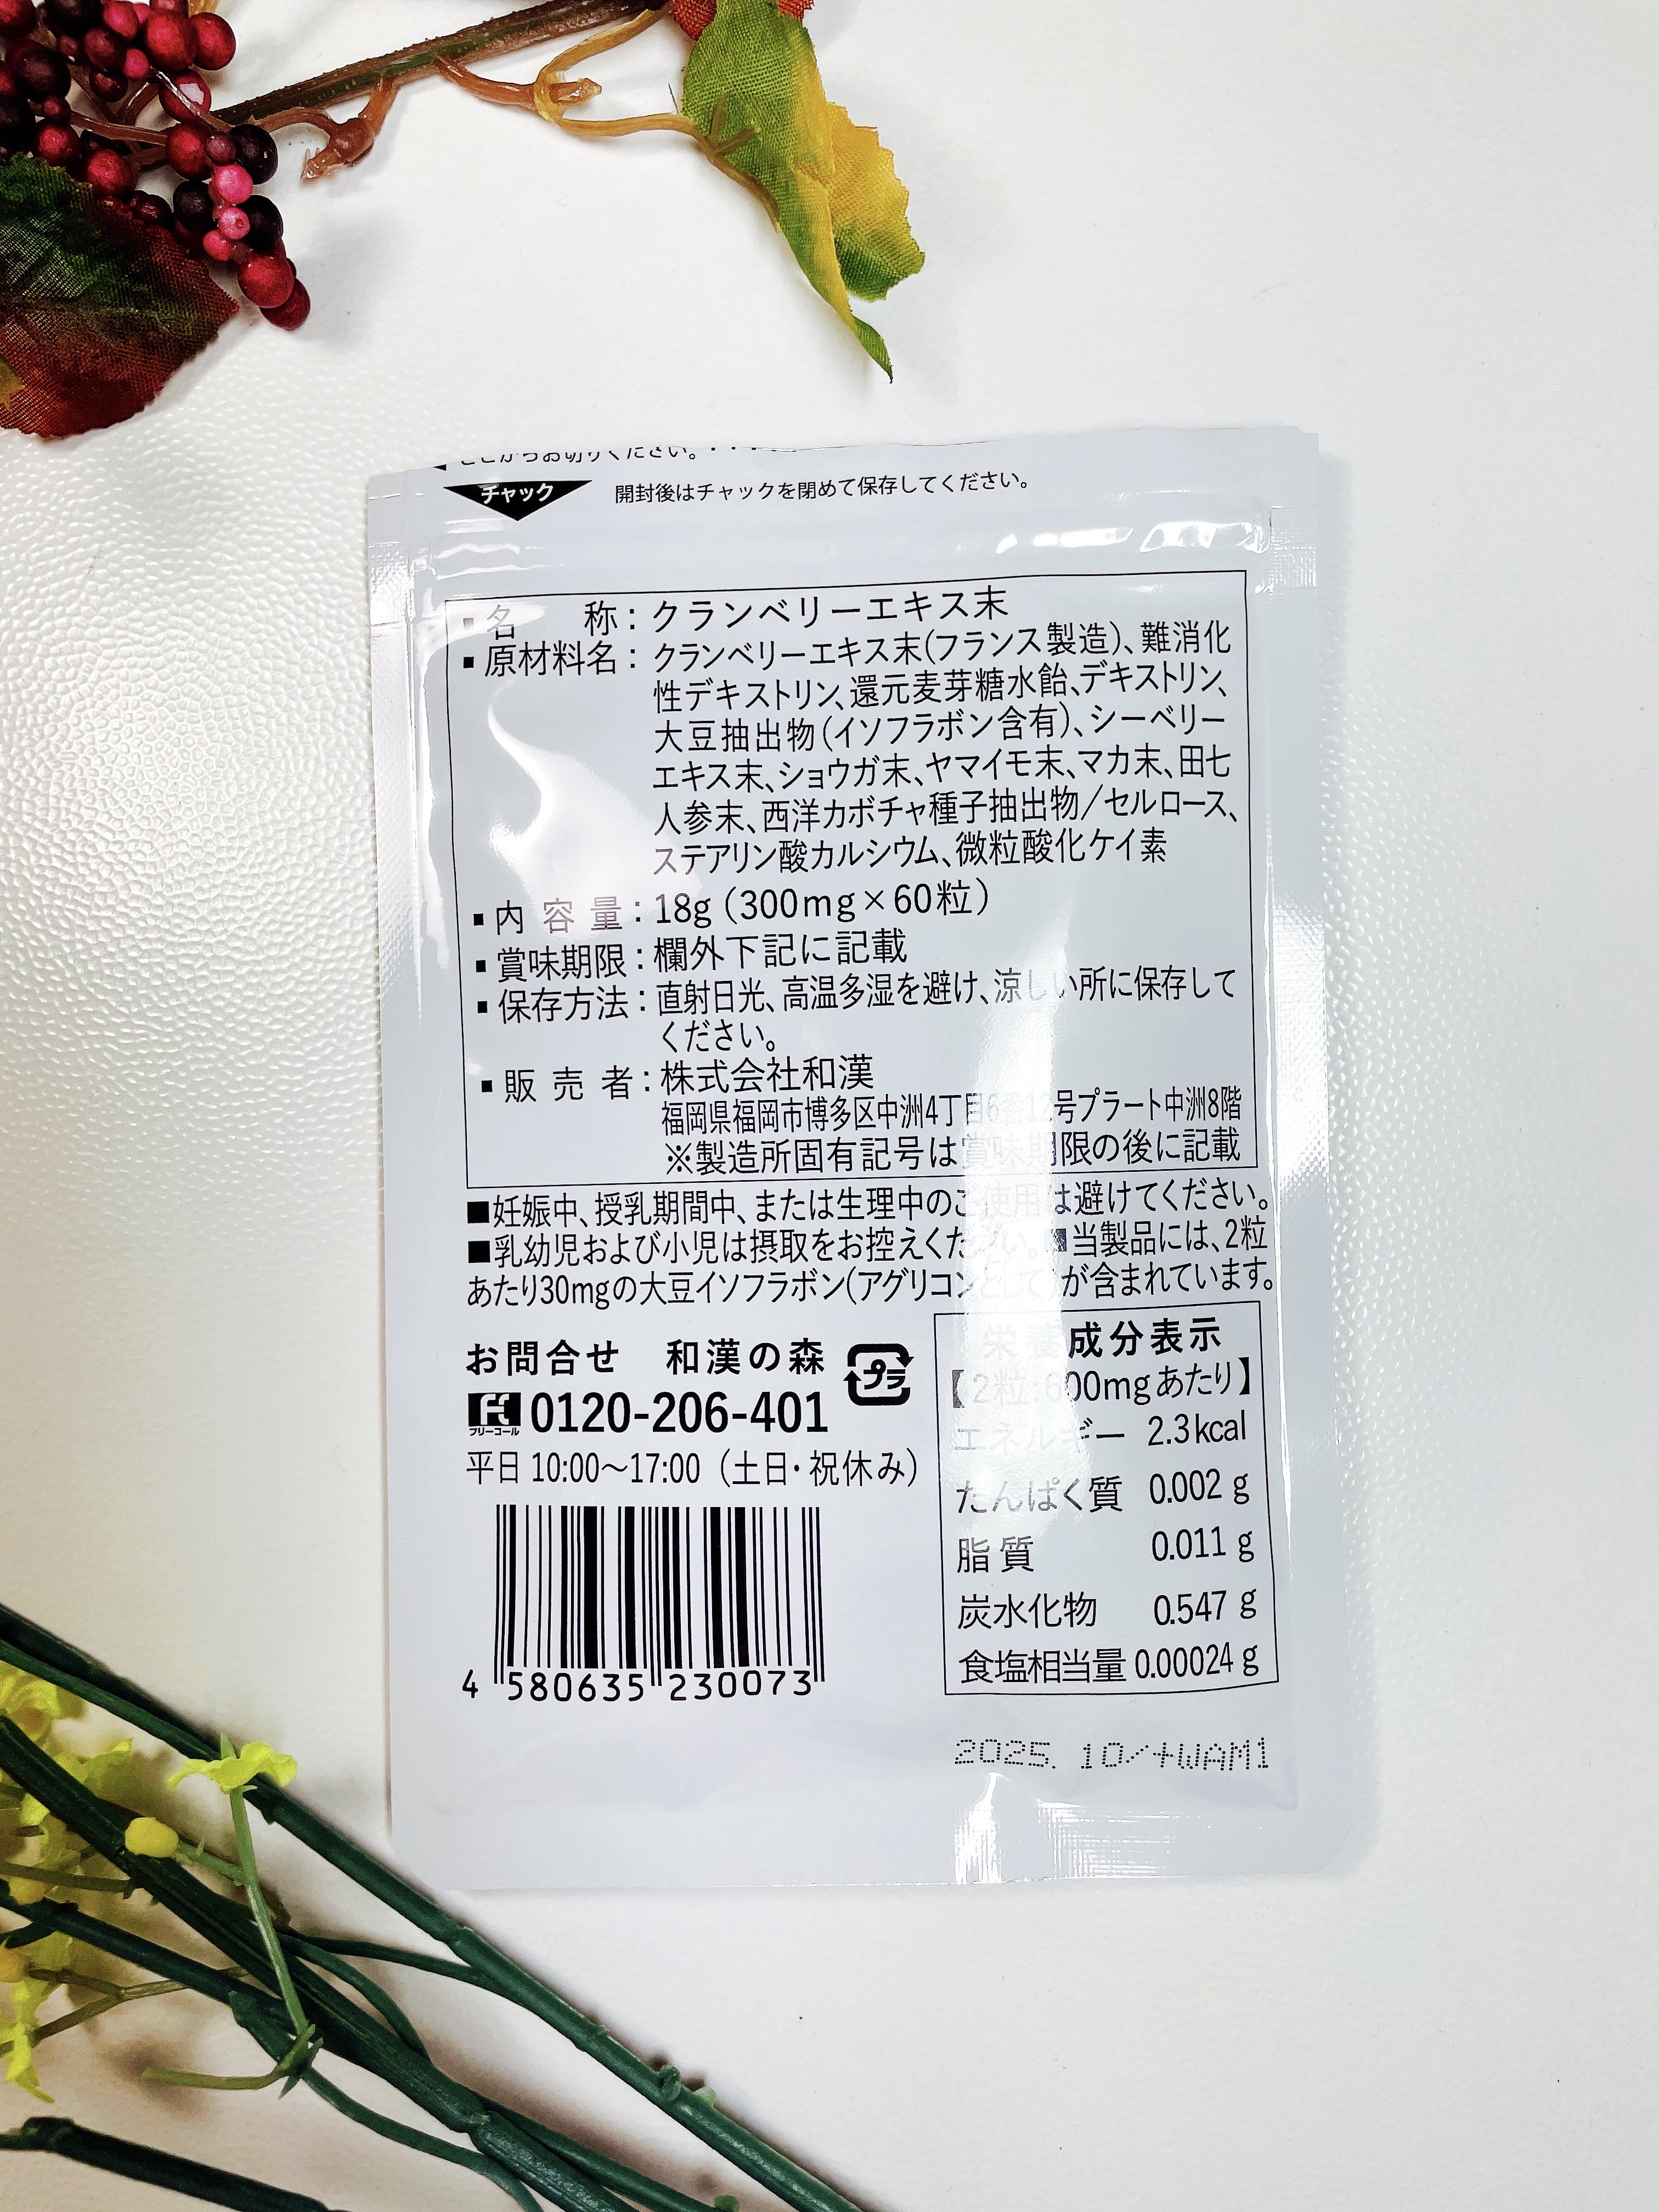 ここからお切りください。・・・・
チャック 開封後はチャックを閉めて保存してください。
▪名 称：クランベリーエキス末
▪原材料名：クランベリーエキス末(フランス製造)、難消化
性デキストリン、還元麦芽糖水飴、デキストリン、
大豆抽出物(イソフラボン含有)、シーベリー
エキス末、ショウガ末、ヤマイモ末、マカ末、田七
人参末、西洋カボチャ種子抽出物/セルロース、
ステアリン酸カルシウム、微粒酸化ケイ素
▪内容量：18g(300mg×60粒)
▪賞味期限：欄外下記に記載
▪保存方法：直射日光、高温多湿を避け、涼しい所に保存して
ください。
▪販売者：株式会社和漢
福岡県福岡市博多区中洲4丁目6番12号プラート中洲8階
※製造所固有記号は賞味期限の後に記載
■妊娠中、授乳期間中、または生理中のご使用は避けてください。
■乳幼児および小児は摂取をお控えください。■当製品には、2粒
あたり30mgの大豆イソフラボン(アグリコンとして)が含まれています。
お問合せ 和漢の森
フリーコール 0120-206-401
平日 10:00〜17:00（土日・祝休み）
プラ
4 580635 230073
栄養成分表示
【2粒:600mgあたり】
エネルギー 2.3kcal
たんぱく質 0.002 g
脂質 0.011 g
炭水化物 0.547 g
食塩相当量 0.00024 g
2025. 10/+WAM1